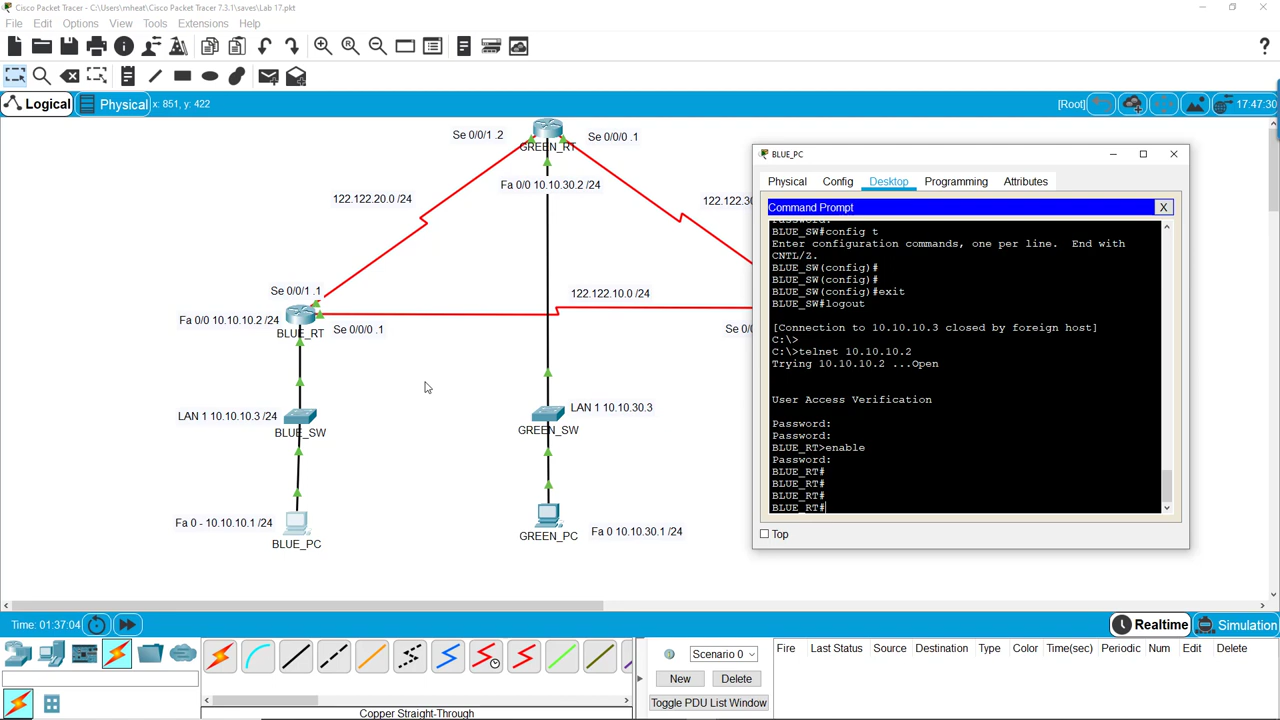 Cisco Packet Tracer - C:\Users\mheat\Cisco Packet Tracer 7.3.1\saves\Lab 17.pkt
File Edit Options View Tools Extensions Help
?
Logical Physical x: 851, y: 422 [Root] 17:47:30
Se 0/0/1 .2
Se 0/0/0 .1
GREEN_RT
Fa 0/0 10.10.30.2 /24
122.122.20.0 /24
122.122.30
122.122.10.0 /24
Se 0/0/1 .1
Fa 0/0 10.10.10.2 /24
Se 0/0/0 .1
BLUE_RT
Se 0/0
LAN 1 10.10.10.3 /24
BLUE_SW
LAN 1 10.10.30.3
GREEN_SW
Fa 0 - 10.10.10.1 /24
BLUE_PC
GREEN_PC
Fa 0 10.10.30.1 /24
BLUE_PC
Physical Config Desktop Programming Attributes
Command Prompt X
Password:
BLUE_SW#config t
Enter configuration commands, one per line. End with
CNTL/Z.
BLUE_SW(config)#
BLUE_SW(config)#
BLUE_SW(config)#exit
BLUE_SW#logout
[Connection to 10.10.10.3 closed by foreign host]
C:\>
C:\>telnet 10.10.10.2
Trying 10.10.10.2 ...Open
User Access Verification
Password:
Password:
BLUE_RT>enable
Password:
BLUE_RT#
BLUE_RT#
BLUE_RT#
BLUE_RT#
Top
Time: 01:37:04 Realtime Simulation
Scenario 0
New Delete
Toggle PDU List Window
Fire Last Status Source Destination Type Color Time(sec) Periodic Num Edit Delete
Copper Straight-Through